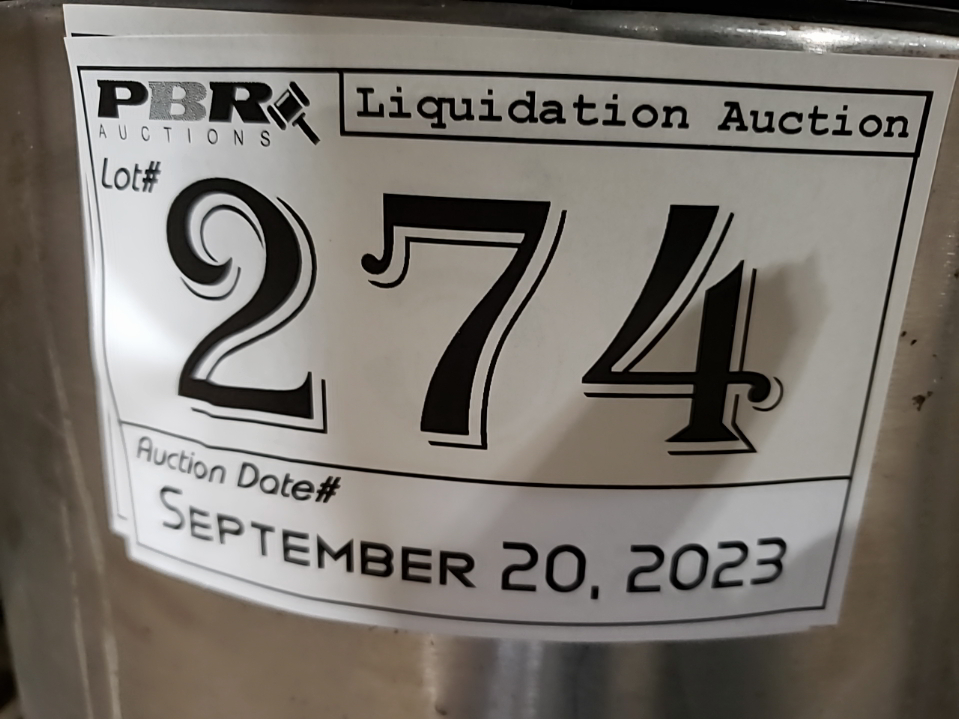 PBR
AUCTIONS
Liquidation Auction
Lot#
274
Auction Date#
SEPTEMBER 20, 2023